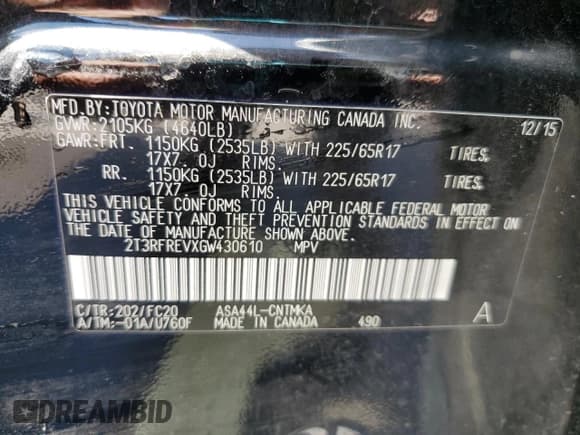 MFD.BY:TOYOTA MOTOR MANUFACTURING CANADA INC.
GVWR:2105KG (4640LB) 12/15
GAWR:FRT. 1150KG (2535LB) WITH 225/65R17 TIRES,
17X7.0J RIMS,
RR. 1150KG (2535LB) WITH 225/65R17 TIRES,
17X7.0J RIMS,
THIS VEHICLE CONFORMS TO ALL APPLICABLE FEDERAL MOTOR
VEHICLE SAFETY AND THEFT PREVENTION STANDARDS IN EFFECT ON
THE DATE OF MANUFACTURE SHOWN ABOVE.
2T3RFREVXGW430610 MPV
C/TR:202/FC20 ASA44L-CNTMKA
A/TM:-01A/U760F MADE IN CANADA 490 A
DREAMBID